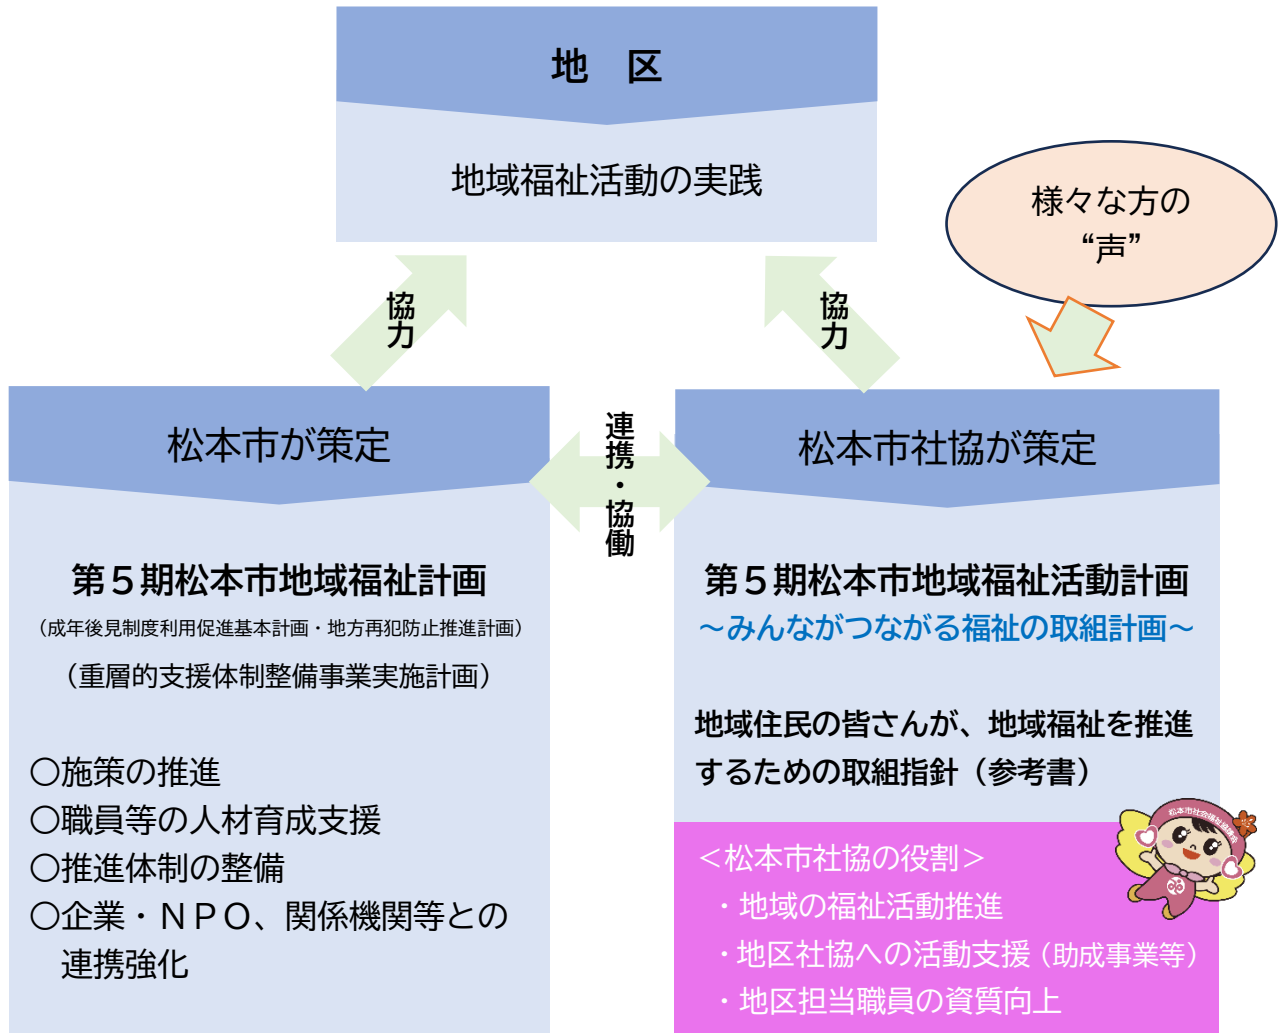 地 区
地域福祉活動の実践
様々な方の
“声”
協力
協力
松本市が策定
連携・協働
松本市社協が策定
第５期松本市地域福祉計画
（成年後見制度利用促進基本計画・地方再犯防止推進計画）
（重層的支援体制整備事業実施計画）
〇施策の推進
〇職員等の人材育成支援
〇推進体制の整備
〇企業・ＮＰＯ、関係機関等との
連携強化
第５期松本市地域福祉活動計画
～みんながつながる福祉の取組計画～
地域住民の皆さんが、地域福祉を推進
するための取組指針（参考書）
松本市社会福祉協議会
＜松本市社協の役割＞
・地域の福祉活動推進
・地区社協への活動支援（助成事業等）
・地区担当職員の資質向上